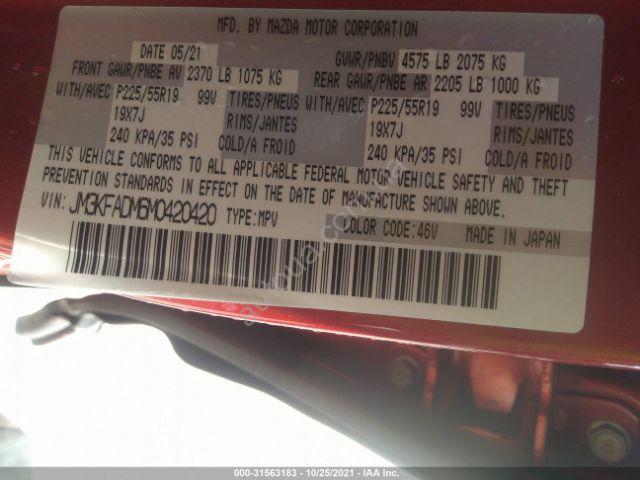 MFD. BY MAZDA MOTOR CORPORATION
DATE 05/21 GVWR/PNBV 4575 LB 2075 KG
FRONT GAWR/PNBE AV 2370 LB 1075 KG REAR GAWR/PNBE AR 2205 LB 1000 KG
WITH/AVEC P225/55R19 99V TIRES/PNEUS WITH/AVEC P225/55R19 99V TIRES/PNEUS
19X7J RIMS/JANTES 19X7J RIMS/JANTES
240 KPA/35 PSI COLD/A FROID 240 KPA/35 PSI COLD/A FROID
THIS VEHICLE CONFORMS TO ALL APPLICABLE FEDERAL MOTOR VEHICLE SAFETY AND THEFT
PREVENTION STANDARDS IN EFFECT ON THE DATE OF MANUFACTURE SHOWN ABOVE.
VIN: JM3KFADM6M0420420 TYPE:MPV COLOR CODE:46V MADE IN JAPAN
autoua.com
000-31563183 - 10/25/2021 - IAA Inc.